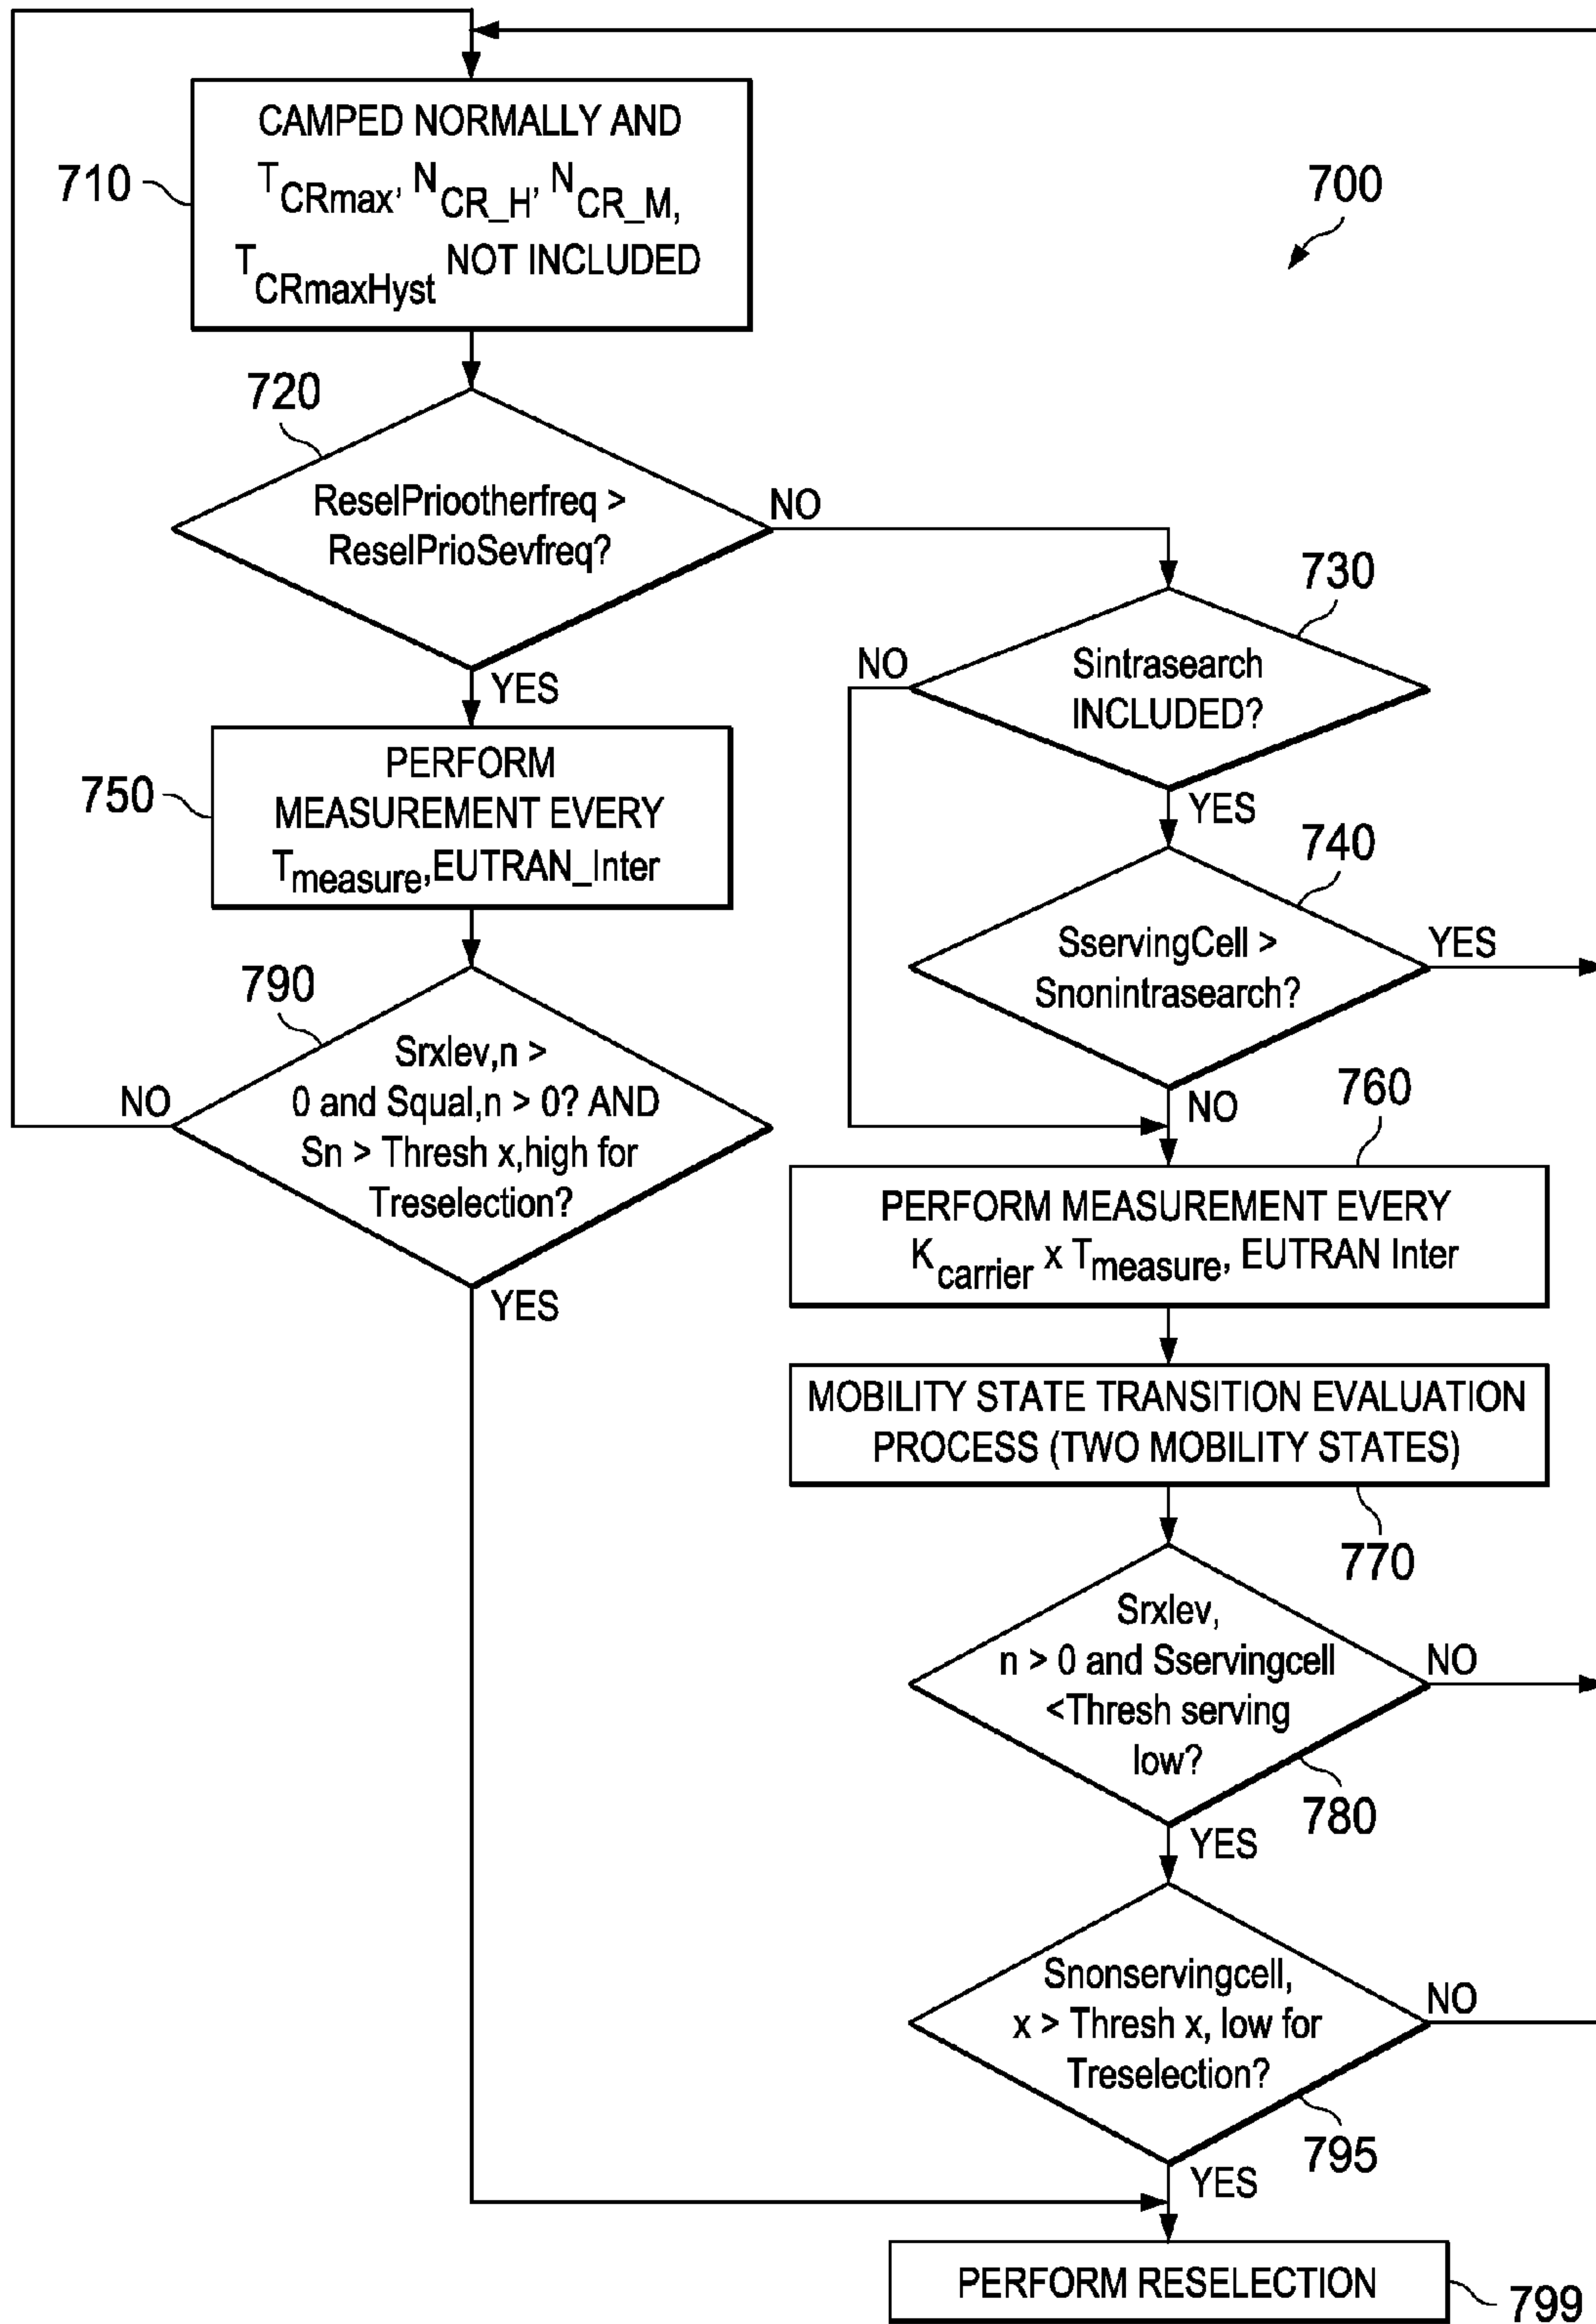 CAMPED NORMALLY AND
T CRmax, N CR_H, N CR_M,
T CRmaxHyst NOT INCLUDED
710
700
720
ReselPriootherfreq >
ReselPrioSevfreq?
NO
YES
730
Sintrasearch
INCLUDED?
NO
YES
740
SservingCell >
Snonintrasearch?
YES
NO
750
PERFORM
MEASUREMENT EVERY
Tmeasure,EUTRAN_Inter
790
Srxlev,n >
0 and Squal,n > 0? AND
Sn > Thresh x,high for
Treselection?
NO
YES
760
PERFORM MEASUREMENT EVERY
Kcarrier x Tmeasure, EUTRAN Inter
MOBILITY STATE TRANSITION EVALUATION
PROCESS (TWO MOBILITY STATES)
770
Srxlev,
n > 0 and Sservingcell
<Thresh serving
low?
NO
780
YES
Snonservingcell,
x > Thresh x, low for
Treselection?
NO
795
YES
PERFORM RESELECTION
799